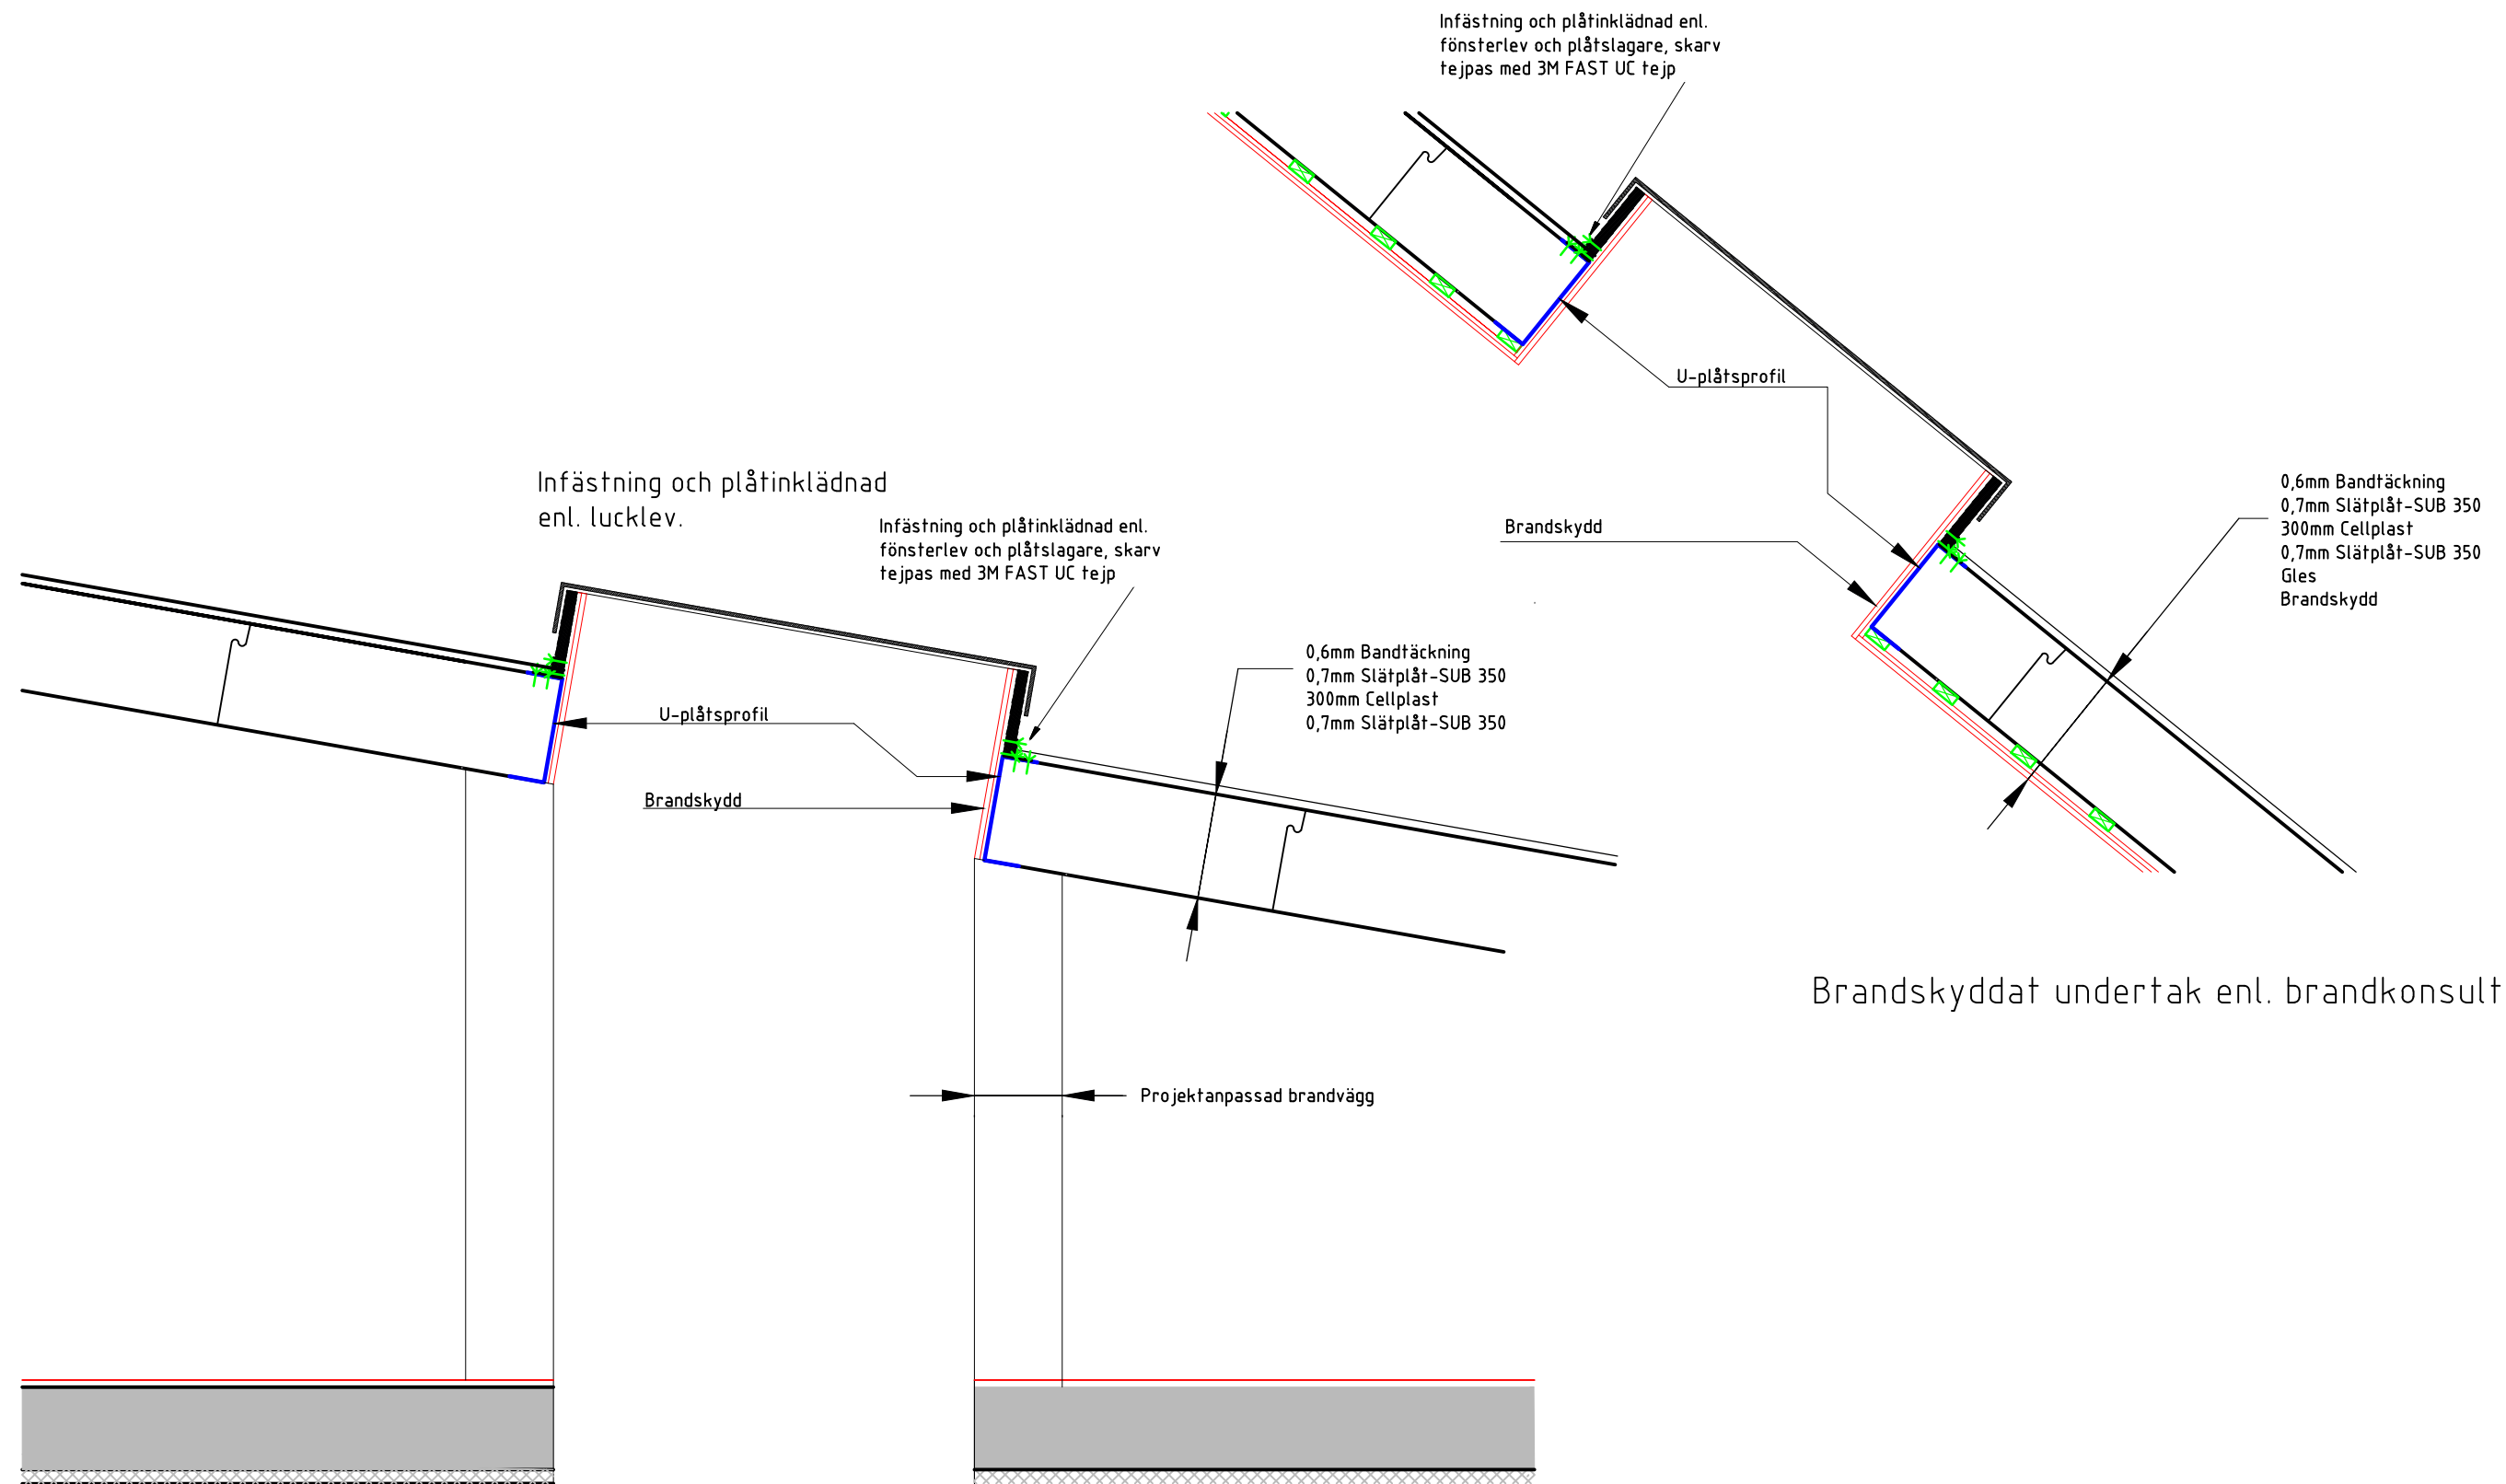 Infästning och plåtinklädnad enl.
fönsterlev och plåtslagare, skarv
tejpas med 3M FAST UC tejp
U-plåtsprofil
Infästning och plåtinklädnad
enl. lucklev.
0,6mm Bandtäckning
0,7mm Slätplåt-SUB 350
300mm Cellplast
0,7mm Slätplåt-SUB 350
Gles
Brandskydd
Infästning och plåtinklädnad enl.
fönsterlev och plåtslagare, skarv
tejpas med 3M FAST UC tejp
Brandskydd
0,6mm Bandtäckning
0,7mm Slätplåt-SUB 350
300mm Cellplast
0,7mm Slätplåt-SUB 350
U-plåtsprofil
Brandskydd
Brandskyddat undertak enl. brandkonsult
Projektanpassad brandvägg